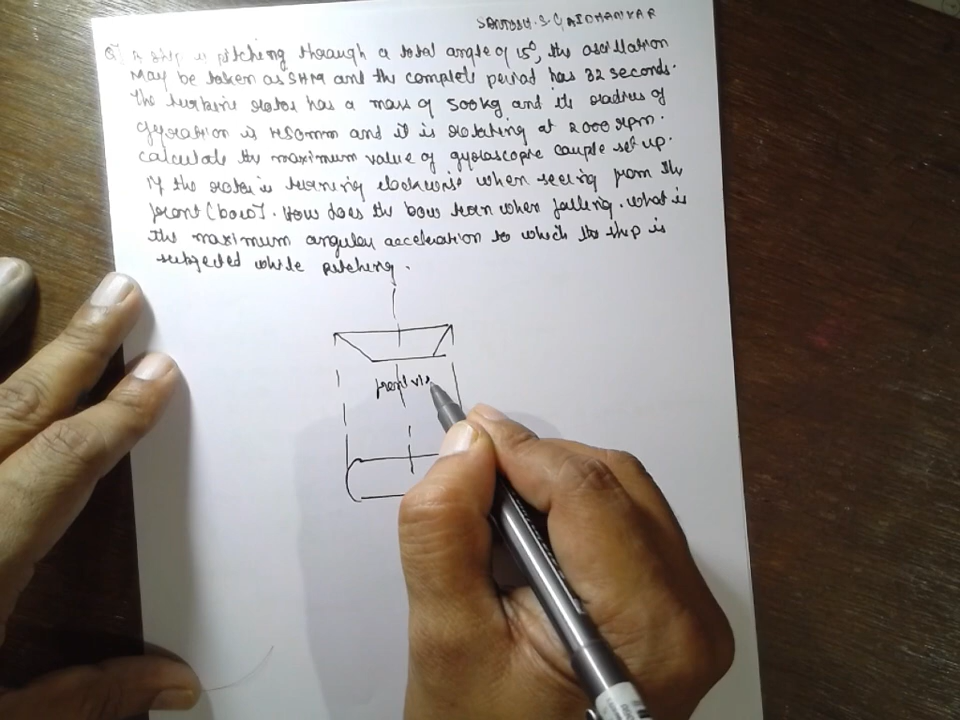 SANTOSH.S.GAIDHANKAR
Q] A ship is pitching through a total angle of 15°, the oscillation
may be taken as SHM and the complete period has 32 seconds.
The turbine rotor has a mass of 500kg and its radius of
gyration is 450mm and it is rotating at 2000 rpm.
calculate the maximum value of gyroscopic couple set up.
if the rotor is turning clockwise when seeing from the
front (bow). How does the bow turn when falling. what is
the maximum angular acceleration to which the ship is
subjected while pitching.
front vie